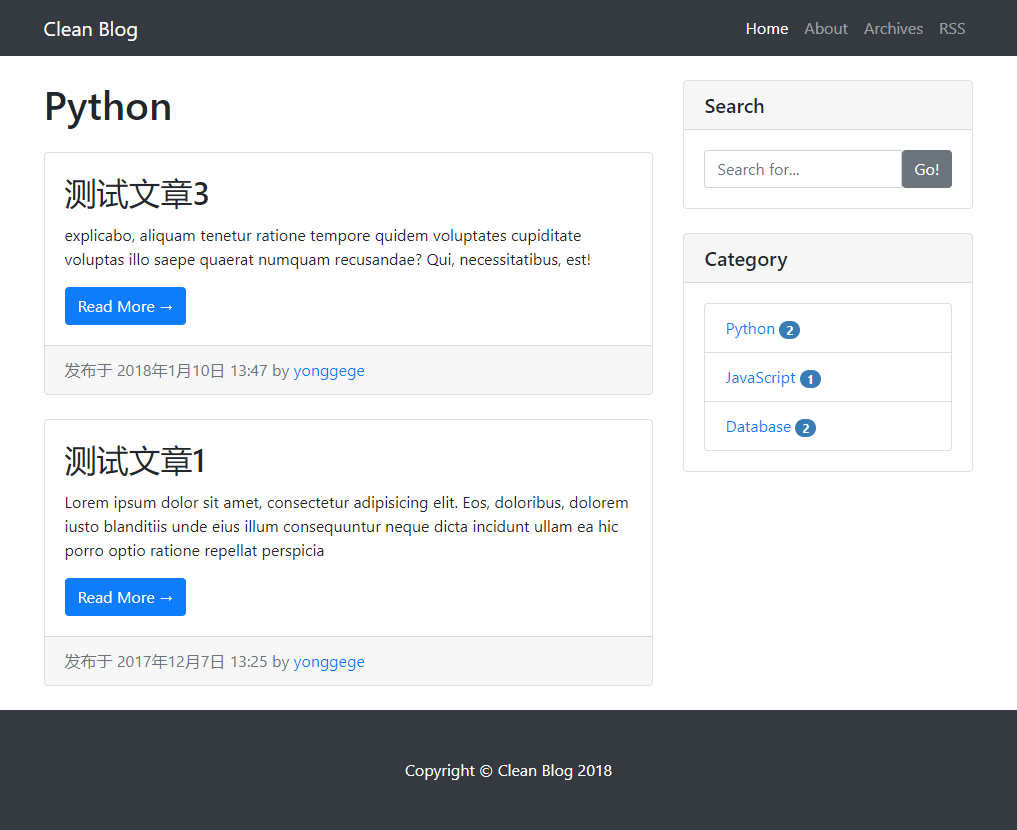 Clean Blog
Home About Archives RSS
Python
测试文章3
explicabo, aliquam tenetur ratione tempore quidem voluptates cupiditate
voluptas illo saepe quaerat numquam recusandae? Qui, necessitatibus, est!
Read More →
发布于 2018年1月10日 13:47 by yonggege
测试文章1
Lorem ipsum dolor sit amet, consectetur adipisicing elit. Eos, doloribus, dolorem
iusto blanditiis unde eius illum consequuntur neque dicta incidunt ullam ea hic
porro optio ratione repellat perspicia
Read More →
发布于 2017年12月7日 13:25 by yonggege
Search
Search for...
Go!
Category
Python 2
JavaScript 1
Database 2
Copyright © Clean Blog 2018